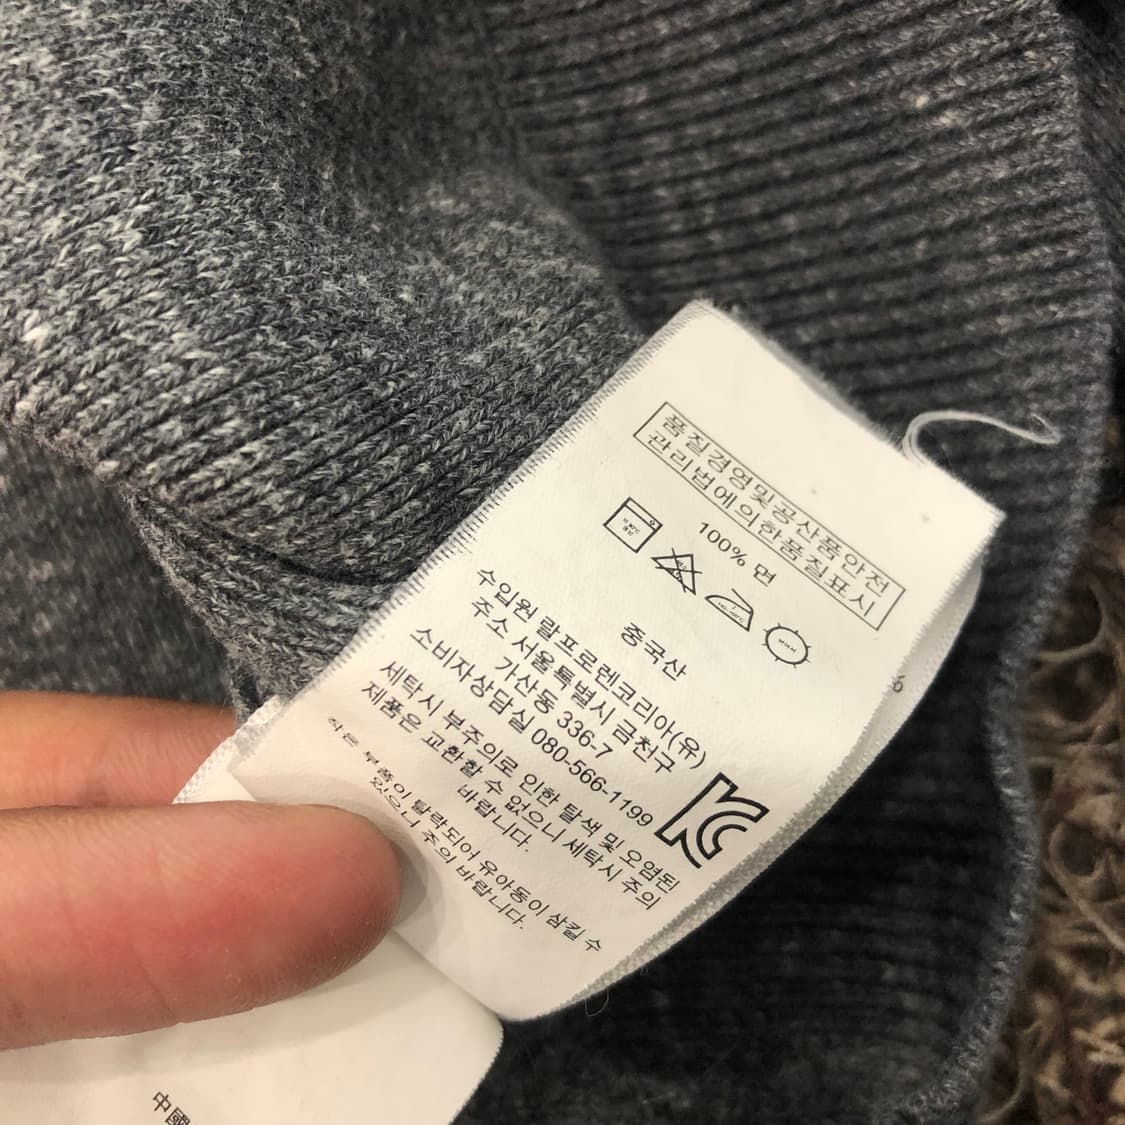 품질경영및공산품안전
관리법에의한품질표시
100% 면
중국산
수입원 랄프로렌코리아(유)
주소 서울특별시 금천구
가산동 336-7
소비자상담실 080-566-1199
세탁시 부주의로 인한 탈색 및 오염된
제품은 교환할 수 없으니 세탁시 주의
바랍니다.
작은 부품이 탈락되어 유아동이 삼킬 수
있으니 주의 바랍니다.
KC
%
中國